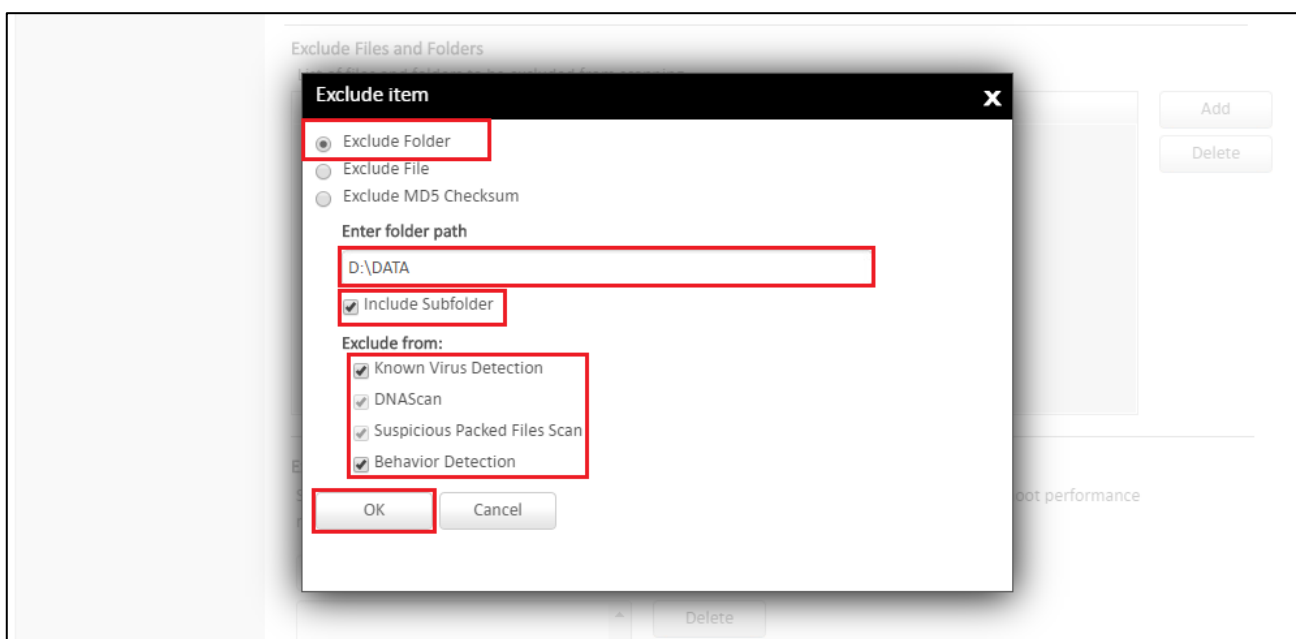 Exclude Files and Folders
Exclude item X
Add
Exclude Folder
Delete
Exclude File
Exclude MD5 Checksum
Enter folder path
D:\DATA
Include Subfolder
Exclude from:
Known Virus Detection
DNAScan
Suspicious Packed Files Scan
Behavior Detection
oot performance
OK Cancel
Delete